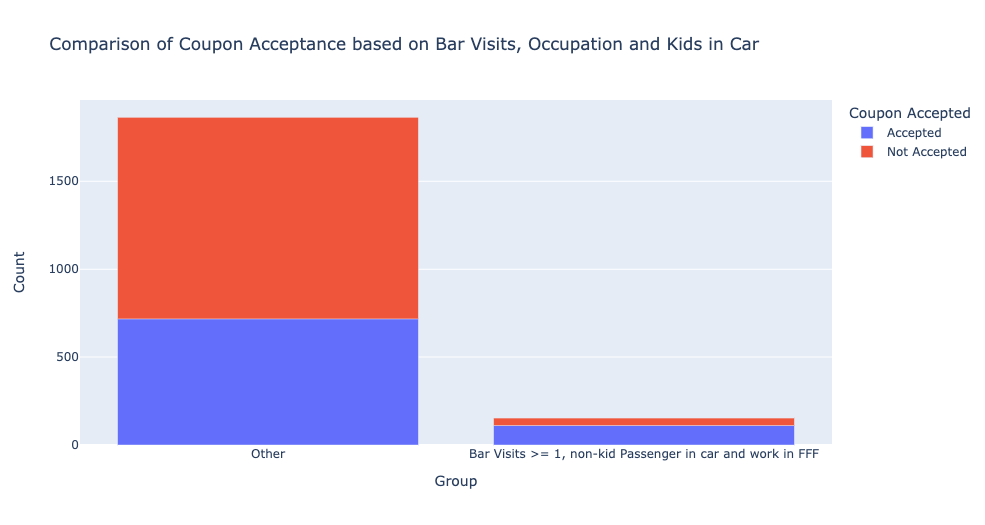 Comparison of Coupon Acceptance based on Bar Visits, Occupation and Kids in Car
Coupon Accepted
Accepted
Not Accepted
1500
1000
500
0
Count
Other
Bar Visits >= 1, non-kid Passenger in car and work in FFF
Group